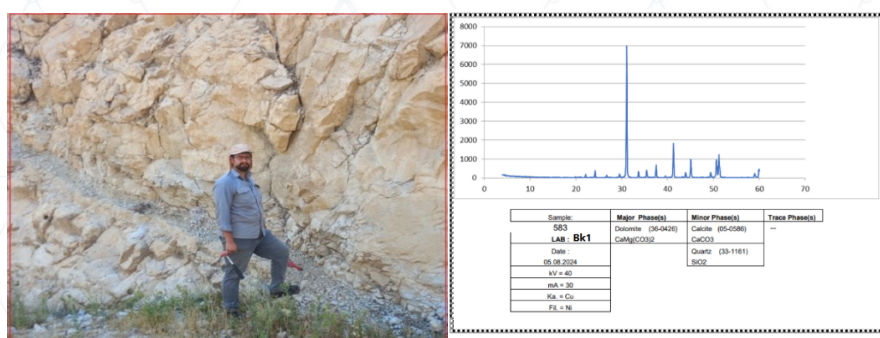 8000
7000
6000
5000
4000
3000
2000
1000
0
0 10 20 30 40 50 60 70
Sample: Major Phase(s) Minor Phase(s) Trace Phase(s)
583 Dolomite (36-0426) Calcite (05-0586) --
LAB : Bk1 CaMg(CO3)2 CaCO3
Date : Quartz (33-1161)
05.08.2024 SiO2
kV = 40
mA = 30
Ka. = Cu
Fil. = Ni